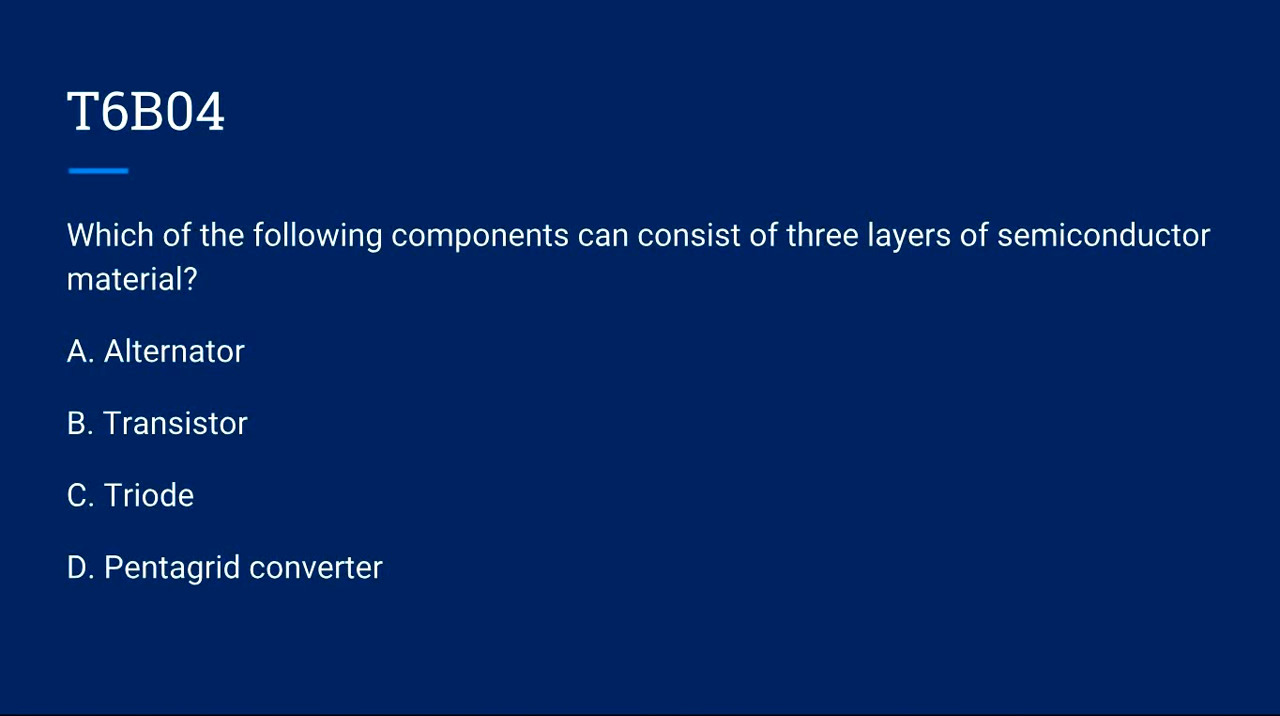 T6B04
Which of the following components can consist of three layers of semiconductor
material?
A. Alternator
B. Transistor
C. Triode
D. Pentagrid converter